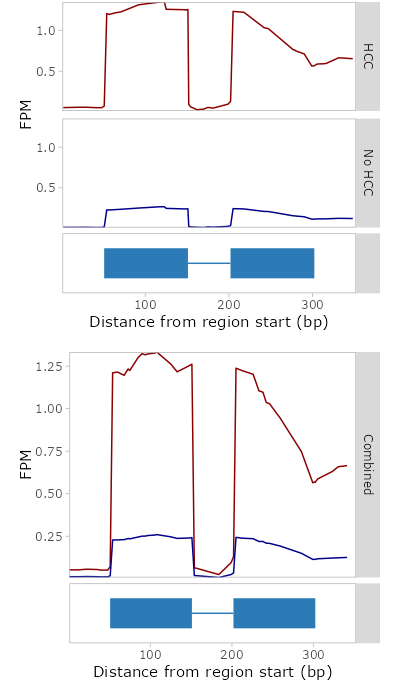 1.0
0.5
HCC
FPM
1.0
0.5
No HCC
100 200 300
Distance from region start (bp)
1.25
1.00
0.75
0.50
0.25
FPM
Combined
100 200 300
Distance from region start (bp)